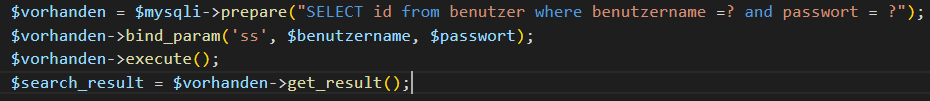 $vorhanden = $mysqli->prepare("SELECT id from benutzer where benutzername =? and passwort = ?");
$vorhanden->bind_param('ss', $benutzername, $passwort);
$vorhanden->execute();
$search_result = $vorhanden->get_result();